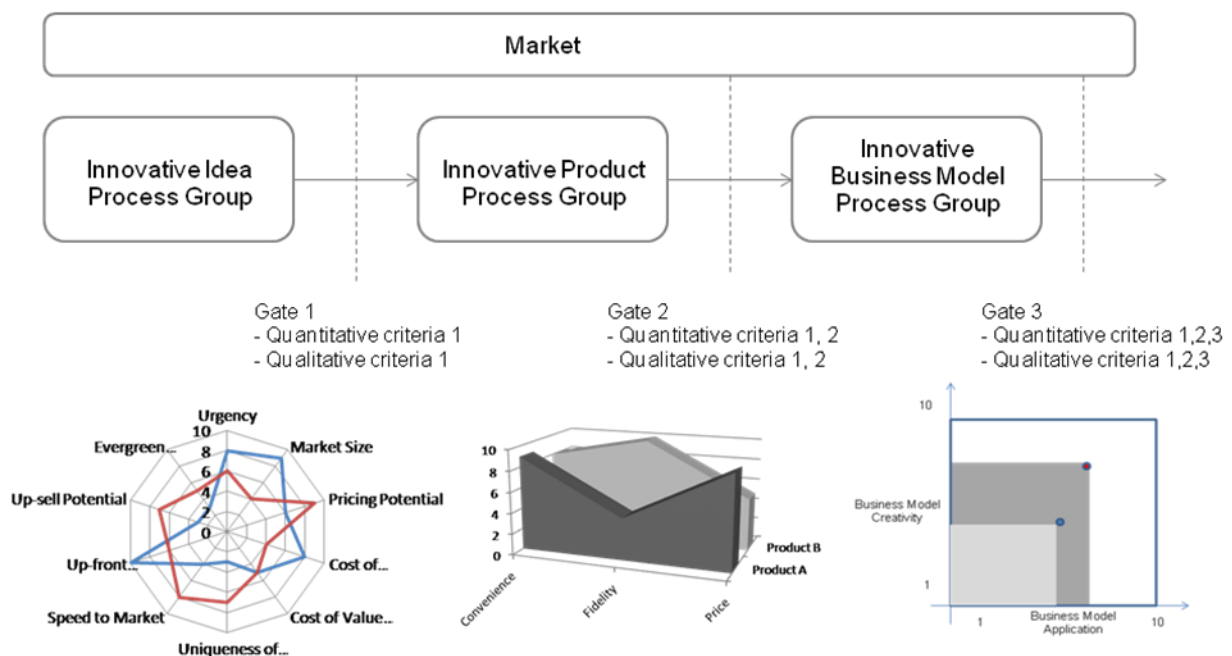 Market
Innovative Idea
Process Group
Innovative Product
Process Group
Innovative
Business Model
Process Group
Gate 1
- Quantitative criteria 1
- Qualitative criteria 1
Gate 2
- Quantitative criteria 1, 2
- Qualitative criteria 1, 2
Gate 3
- Quantitative criteria 1,2,3
- Qualitative criteria 1,2,3
Urgency
Market Size
Pricing Potential
Cost of...
Cost of Value...
Uniqueness of...
Speed to Market
Up-front...
Up-sell Potential
Evergreen...
10
8
6
4
2
0
10
8
6
4
2
0
Convenience
Fidelity
Price
Product B
Product A
10
Business Model
Creativity
1
1
Business Model
Application
10